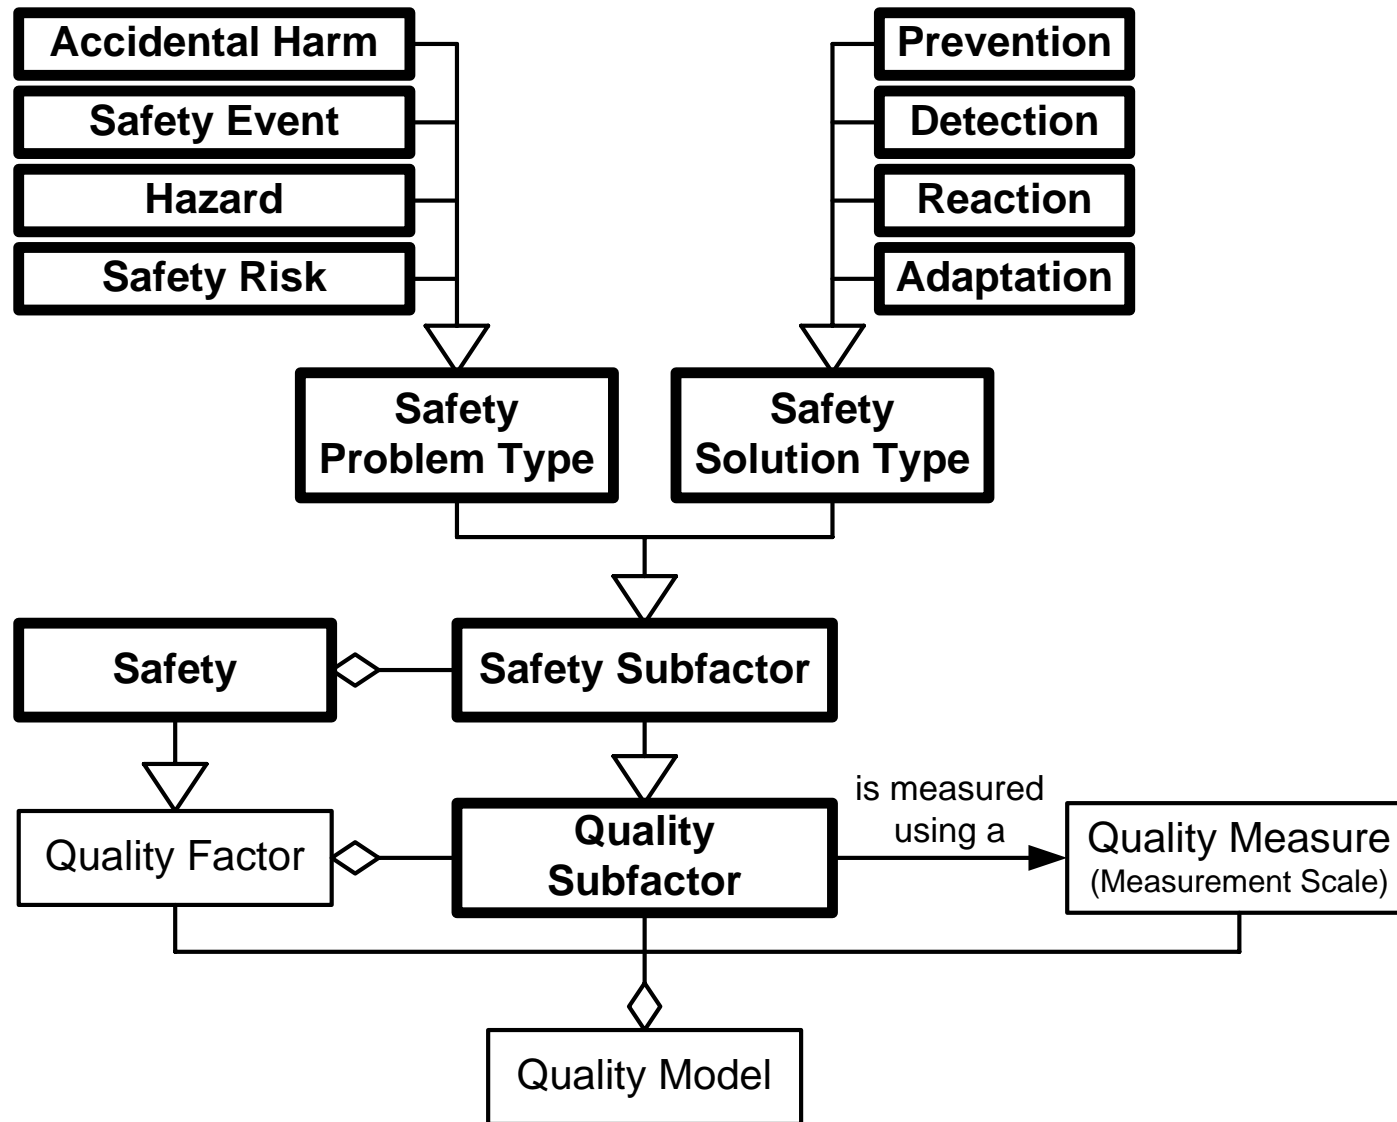 Accidental Harm
Safety Event
Hazard
Safety Risk
Prevention
Detection
Reaction
Adaptation
Safety
Problem Type
Safety
Solution Type
Safety
Safety Subfactor
Quality Factor
Quality
Subfactor
is measured
using a
Quality Measure
(Measurement Scale)
Quality Model